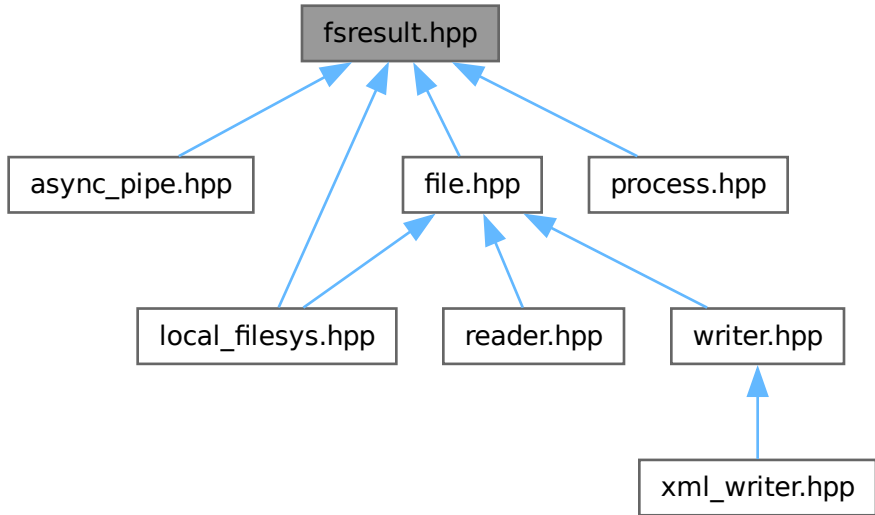 fsresult.hpp
async_pipe.hpp
file.hpp
process.hpp
local_filesys.hpp
reader.hpp
writer.hpp
xml_writer.hpp